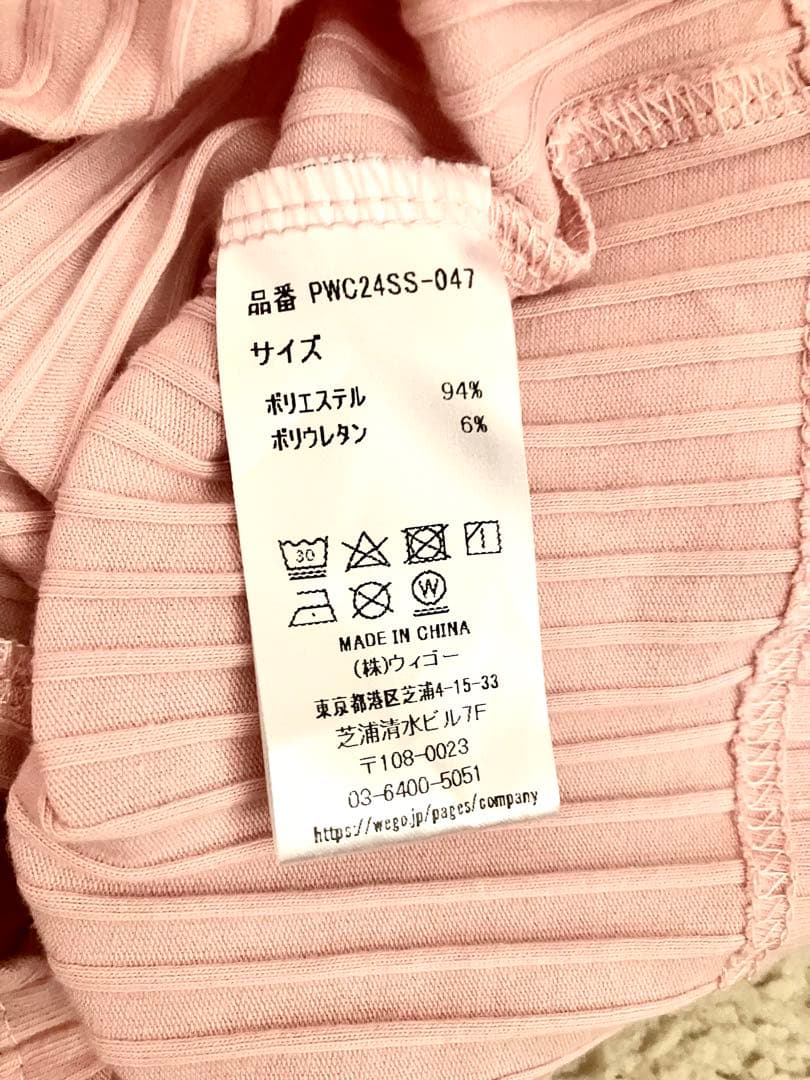 品番 PWC24SS-047
サイズ
ポリエステル 94%
ポリウレタン 6%
30
W
MADE IN CHINA
(株)ウィゴー
東京都港区芝浦4-15-33
芝浦清水ビル7F
〒108-0023
03-6400-5051
https://wego.jp/pages/company